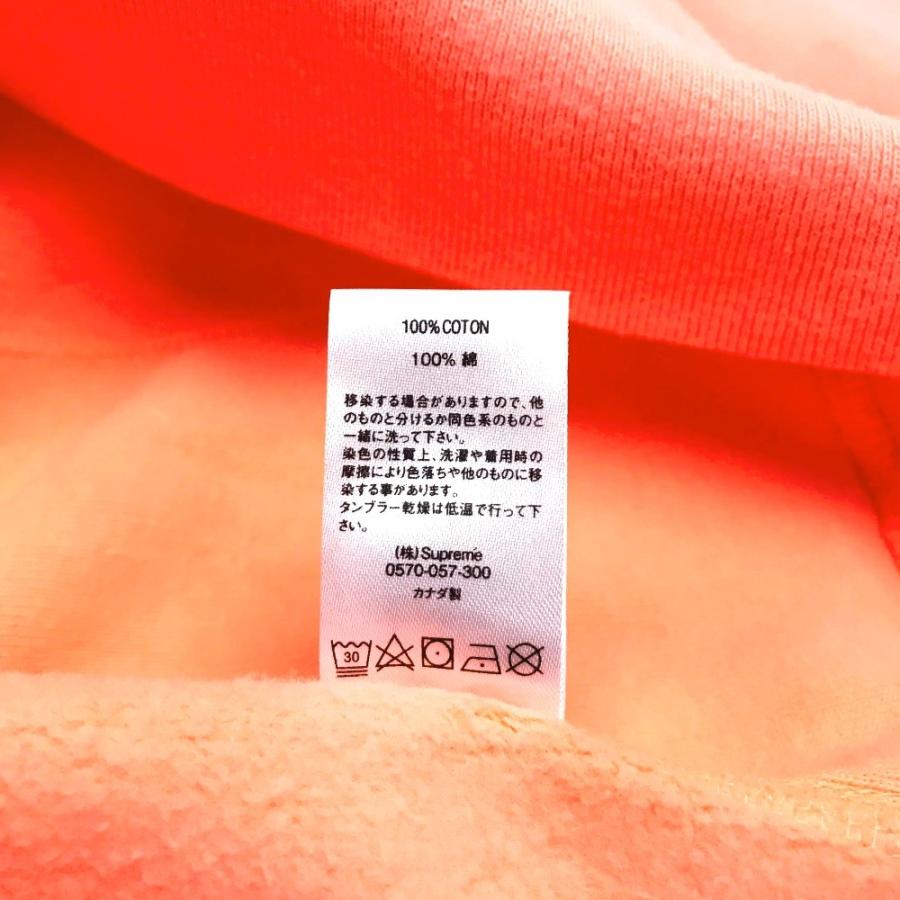 100%COTON
100% 綿
移染する場合がありますので、他
のものと分けるか同色系のものと
一緒に洗って下さい。
染色の性質上、洗濯や着用時の
摩擦により色落ちや他のものに移
染する事があります。
タンブラー乾燥は低温で行って下
さい。
(株)Supreme
0570-057-300
カナダ製
30